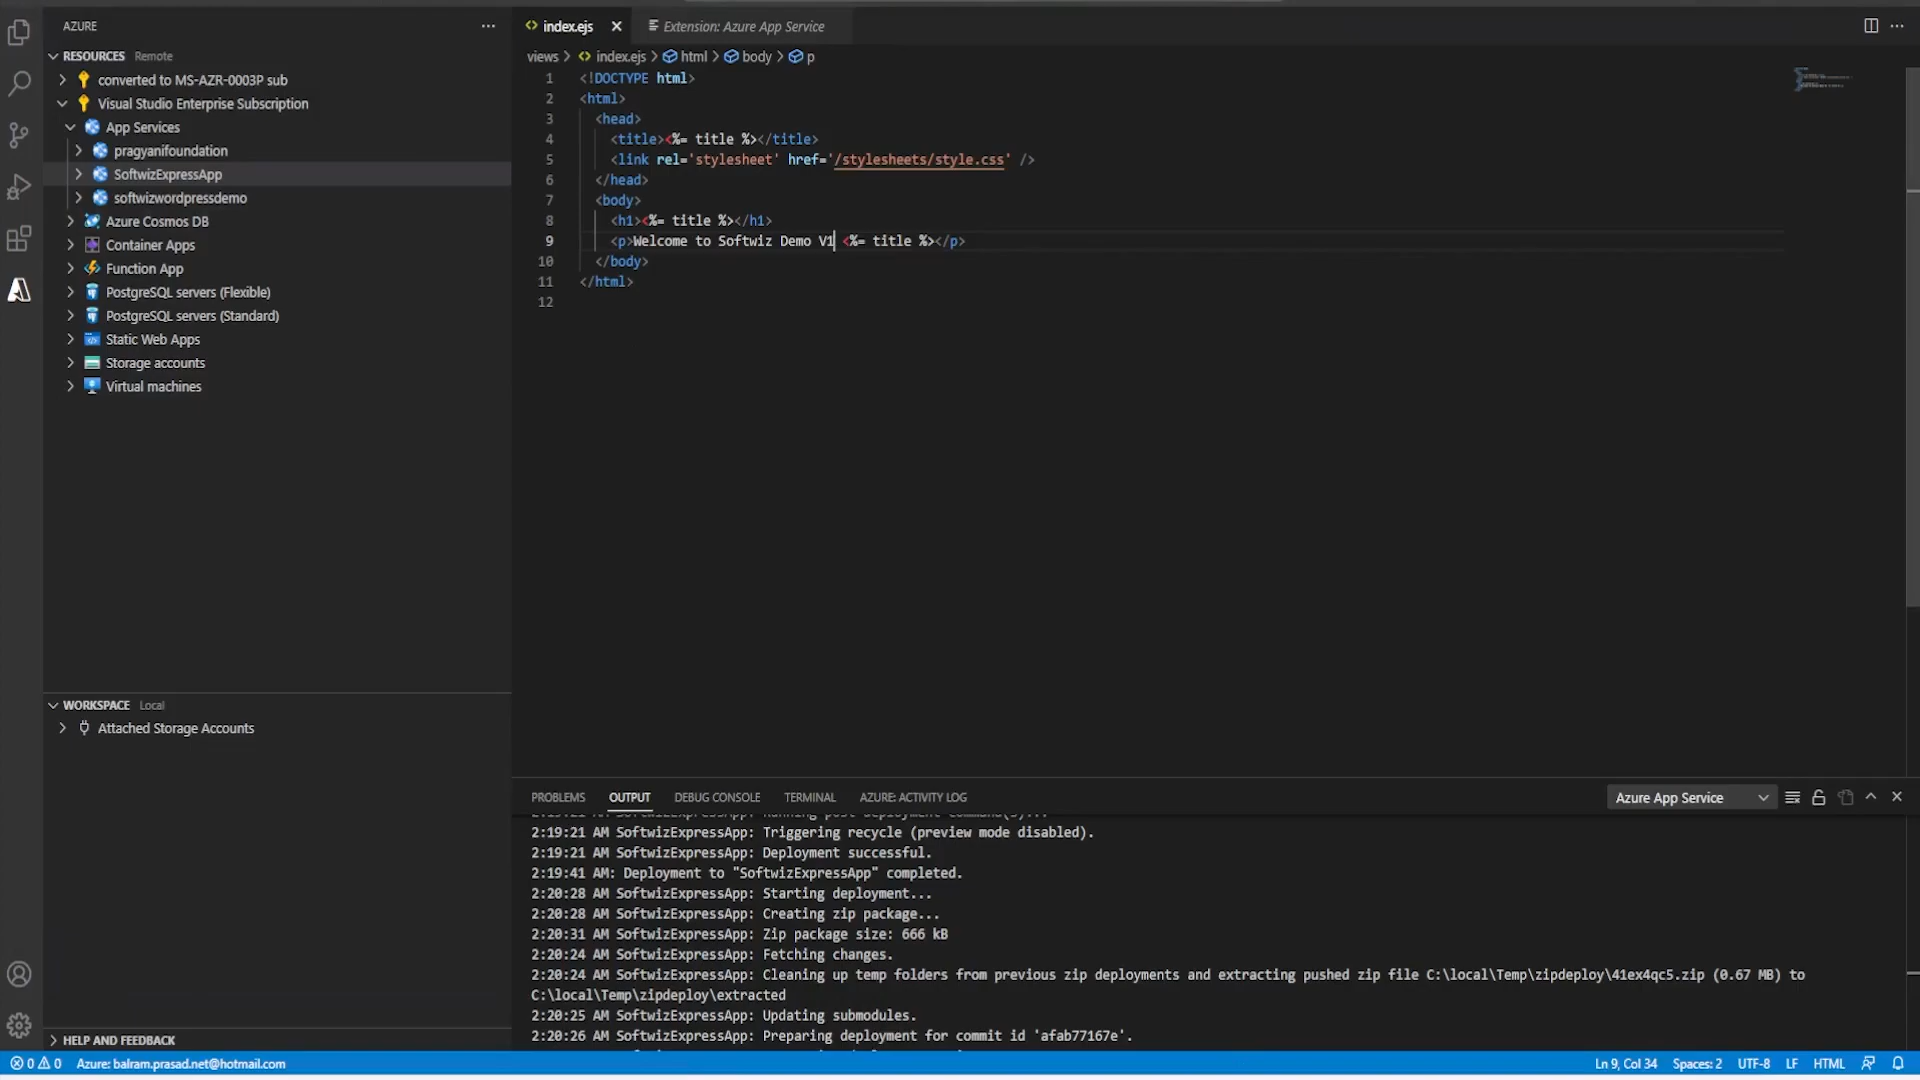 AZURE
RESOURCES Remote
converted to MS-AZR-0003P sub
Visual Studio Enterprise Subscription
App Services
pragyanifoundation
SoftwizExpressApp
softwizwordpressdemo
Azure Cosmos DB
Container Apps
Function App
PostgreSQL servers (Flexible)
PostgreSQL servers (Standard)
Static Web Apps
Storage accounts
Virtual machines
WORKSPACE Local
Attached Storage Accounts
HELP AND FEEDBACK
index.ejs Extension: Azure App Service
views > index.ejs > html > body > p
1 <!DOCTYPE html>
2 <html>
3 <head>
4 <title><%= title %></title>
5 <link rel='stylesheet' href='/stylesheets/style.css' />
6 </head>
7 <body>
8 <h1><%= title %></h1>
9 <p>Welcome to Softwiz Demo V1 <%= title %></p>
10 </body>
11 </html>
12
PROBLEMS OUTPUT DEBUG CONSOLE TERMINAL AZURE: ACTIVITY LOG Azure App Service
2:19:21 AM SoftwizExpressApp: Running post deployment command(s)...
2:19:21 AM SoftwizExpressApp: Triggering recycle (preview mode disabled).
2:19:21 AM SoftwizExpressApp: Deployment successful.
2:19:41 AM: Deployment to "SoftwizExpressApp" completed.
2:20:28 AM SoftwizExpressApp: Starting deployment...
2:20:28 AM SoftwizExpressApp: Creating zip package...
2:20:31 AM SoftwizExpressApp: Zip package size: 666 kB
2:20:24 AM SoftwizExpressApp: Fetching changes.
2:20:24 AM SoftwizExpressApp: Cleaning up temp folders from previous zip deployments and extracting pushed zip file C:\local\Temp\zipdeploy\41ex4qc5.zip (0.67 MB) to
C:\local\Temp\zipdeploy\extracted
2:20:25 AM SoftwizExpressApp: Updating submodules.
2:20:26 AM SoftwizExpressApp: Preparing deployment for commit id 'afab77167e'.
0 0 Azure: balram.prasad.net@hotmail.com Ln 9, Col 34 Spaces: 2 UTF-8 LF HTML